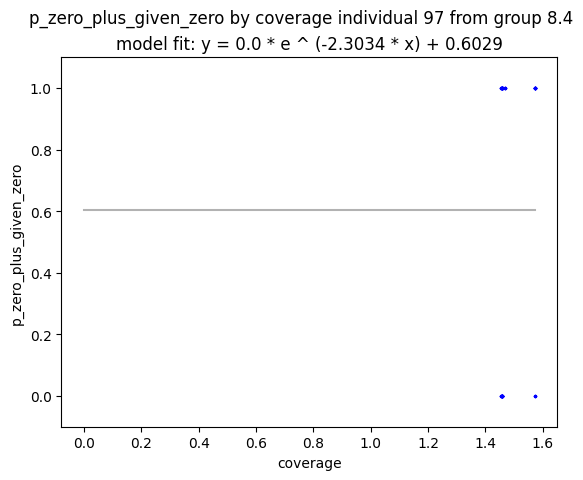 p_zero_plus_given_zero by coverage individual 97 from group 8.4
model fit: y = 0.0 * e ^ (-2.3034 * x) + 0.6029
1.0
0.8
0.6
0.4
0.2
0.0
p_zero_plus_given_zero
0.0 0.2 0.4 0.6 0.8 1.0 1.2 1.4 1.6
coverage